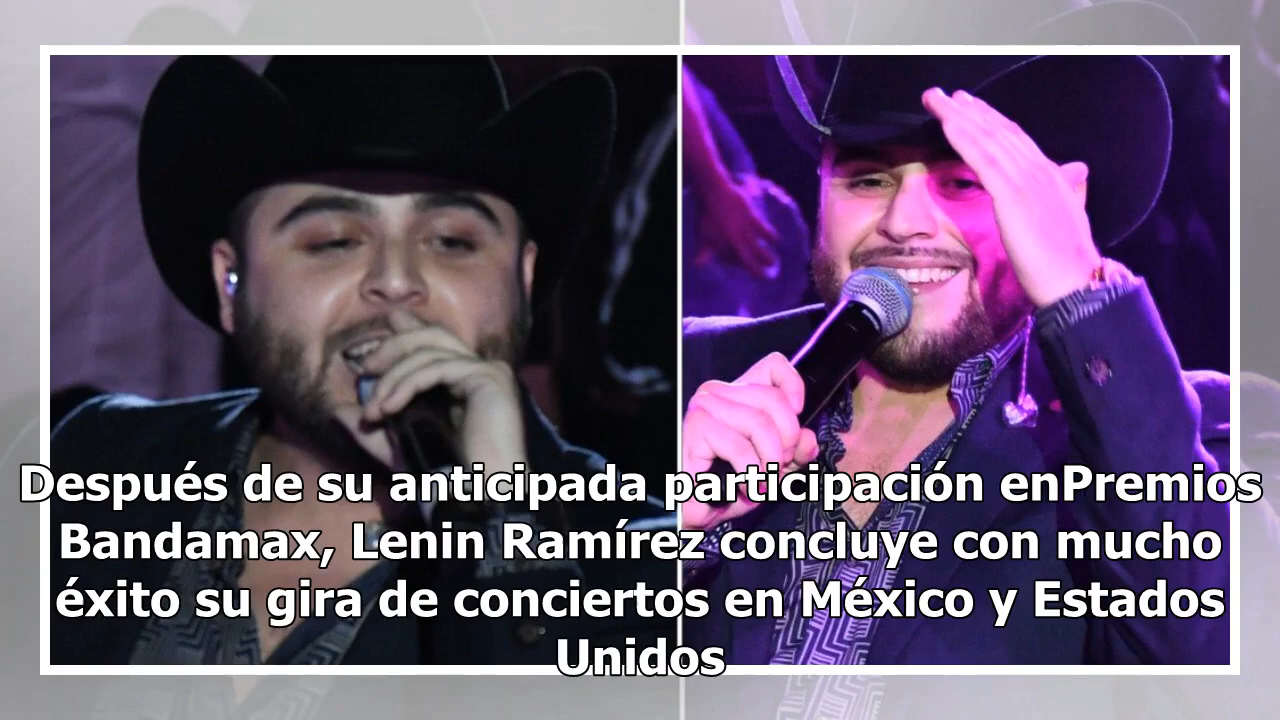 Después de su anticipada participación enPremios
Bandamax, Lenin Ramírez concluye con mucho
éxito su gira de conciertos en México y Estados
Unidos